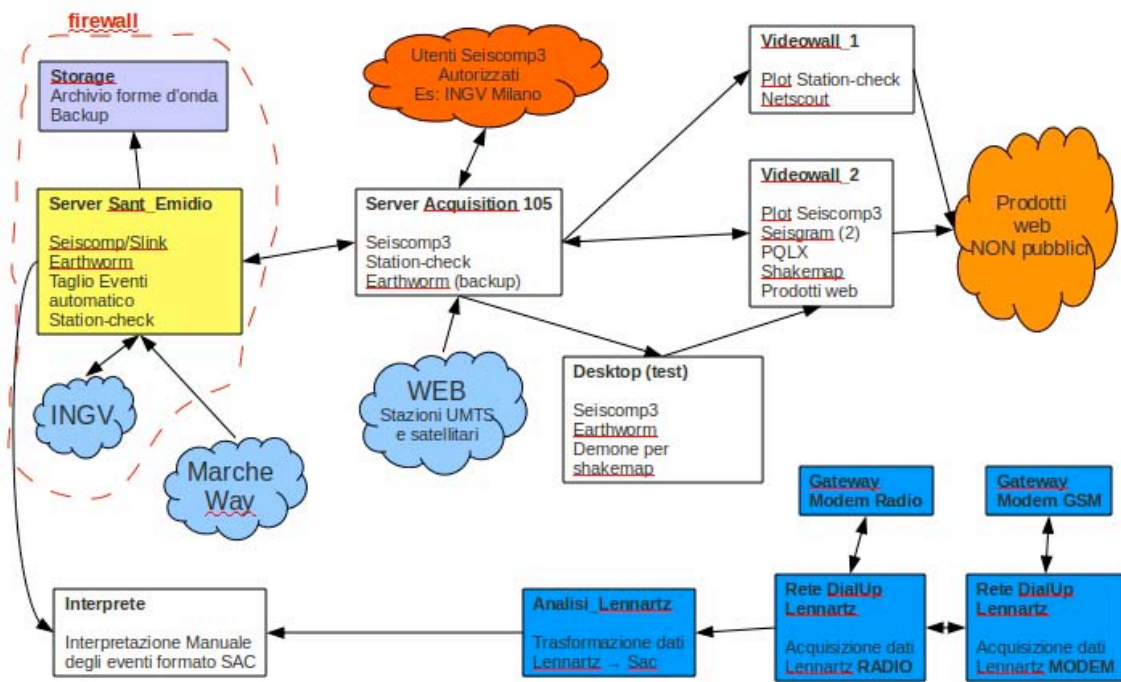 firewall
Storage
Archivio forme d'onda
Backup
Utenti Seiscomp3
Autorizzati
Es: INGV Milano
Videowall_1
Plot Station-check
Netscout
Server Sant_Emidio
Seiscomp/Slink
Earthworm
Taglio Eventi
automatico
Station-check
Server Acquisition 105
Seiscomp3
Station-check
Earthworm (backup)
Videowall_2
Plot Seiscomp3
Seisgram (2)
PQLX
Shakemap
Prodotti web
Prodotti
web
NON pubblici
INGV
Marche
Way
WEB
Stazioni UMTS
e satellitari
Desktop (test)
Seiscomp3
Earthworm
Demone per
shakemap
Gateway
Modem Radio
Gateway
Modem GSM
Interprete
Interpretazione Manuale
degli eventi formato SAC
Analisi_Lennartz
Trasformazione dati
Lennartz → Sac
Rete DialUp
Lennartz
Acquisizione dati
Lennartz RADIO
Rete DialUp
Lennartz
Acquisizione dati
Lennartz MODEM